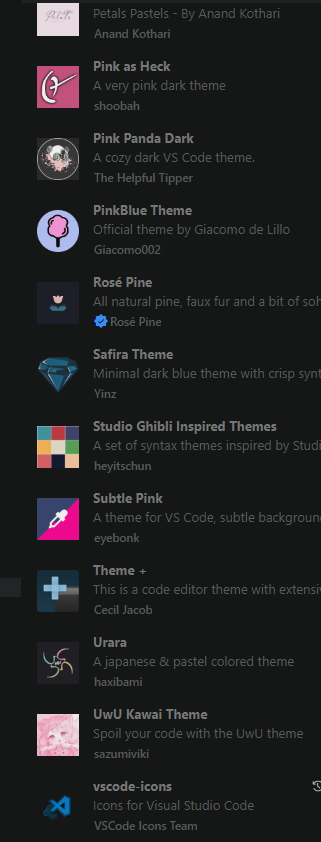 Petals Pastels - By Anand Kothari
Anand Kothari
Pink as Heck
A very pink dark theme
shoobah
Pink Panda Dark
A cozy dark VS Code theme.
The Helpful Tipper
PinkBlue Theme
Official theme by Giacomo de Lillo
Giacomo002
Rosé Pine
All natural pine, faux fur and a bit of soh
Rosé Pine
Safira Theme
Minimal dark blue theme with crisp synt
Yinz
Studio Ghibli Inspired Themes
A set of syntax themes inspired by Studi
heyitschun
Subtle Pink
A theme for VS Code, subtle background
eyebonk
Theme +
This is a code editor theme with extensiv
Cecil Jacob
Urara
A japanese & pastel colored theme
haxibami
UwU Kawai Theme
Spoil your code with the UwU theme
sazumiviki
vscode-icons
Icons for Visual Studio Code
VSCode Icons Team